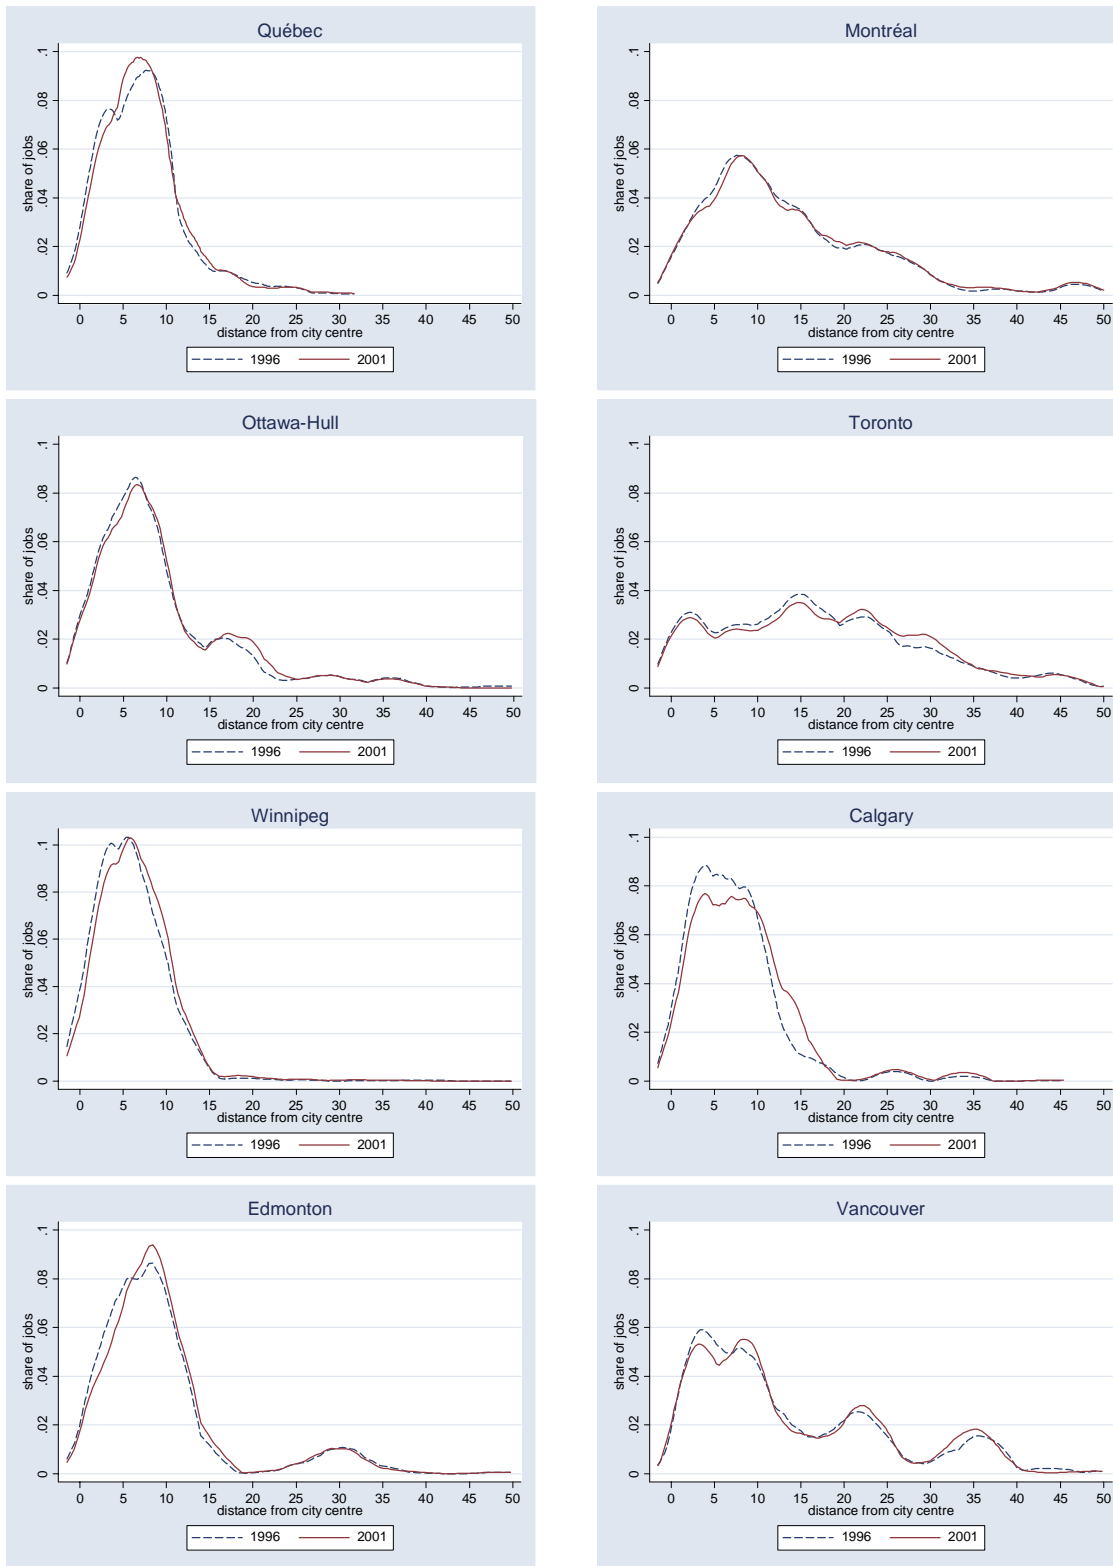 Québec
share of jobs
0 .02 .04 .06 .08 .1
0 5 10 15 20 25 30 35 40 45 50
distance from city centre
1996 2001
Montréal
share of jobs
0 .02 .04 .06 .08 .1
0 5 10 15 20 25 30 35 40 45 50
distance from city centre
1996 2001
Ottawa-Hull
share of jobs
0 .02 .04 .06 .08 .1
0 5 10 15 20 25 30 35 40 45 50
distance from city centre
1996 2001
Toronto
share of jobs
0 .02 .04 .06 .08 .1
0 5 10 15 20 25 30 35 40 45 50
distance from city centre
1996 2001
Winnipeg
share of jobs
0 .02 .04 .06 .08 .1
0 5 10 15 20 25 30 35 40 45 50
distance from city centre
1996 2001
Calgary
share of jobs
0 .02 .04 .06 .08 .1
0 5 10 15 20 25 30 35 40 45 50
distance from city centre
1996 2001
Edmonton
share of jobs
0 .02 .04 .06 .08 .1
0 5 10 15 20 25 30 35 40 45 50
distance from city centre
1996 2001
Vancouver
share of jobs
0 .02 .04 .06 .08 .1
0 5 10 15 20 25 30 35 40 45 50
distance from city centre
1996 2001